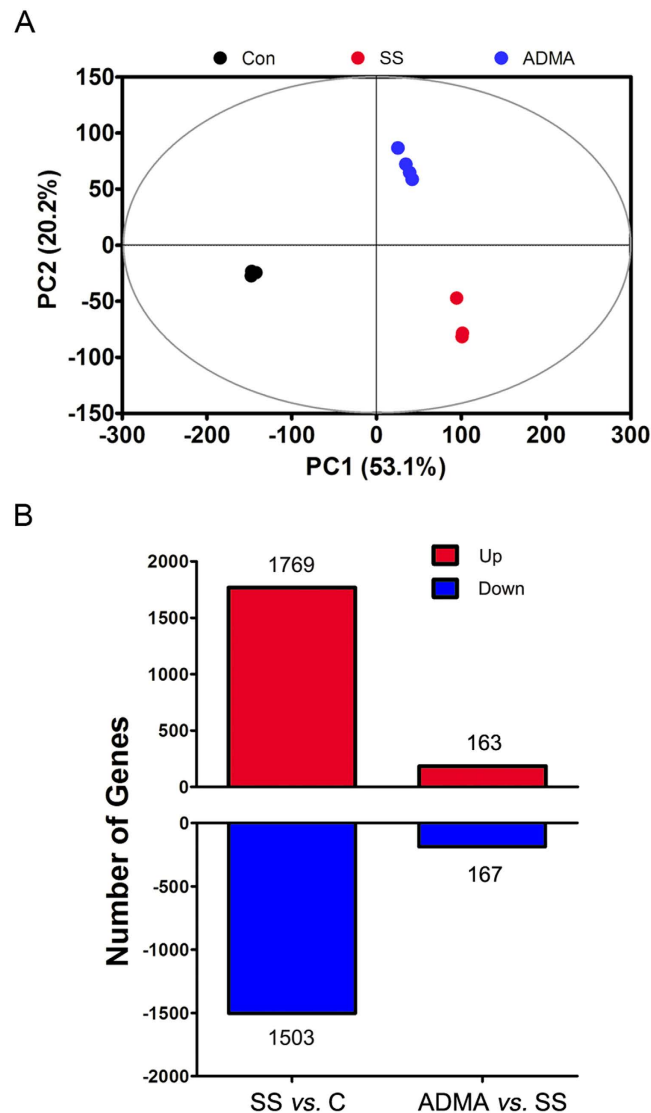 A
Con SS ADMA
150
100
50
0
-50
-100
-150
PC2 (20.2%)
-300 -200 -100 0 100 200 300
PC1 (53.1%)
B
Up
Down
2000
1500
1000
500
0
1769
163
Number of Genes
0
-500
-1000
-1500
-2000
167
1503
SS vs. C ADMA vs. SS